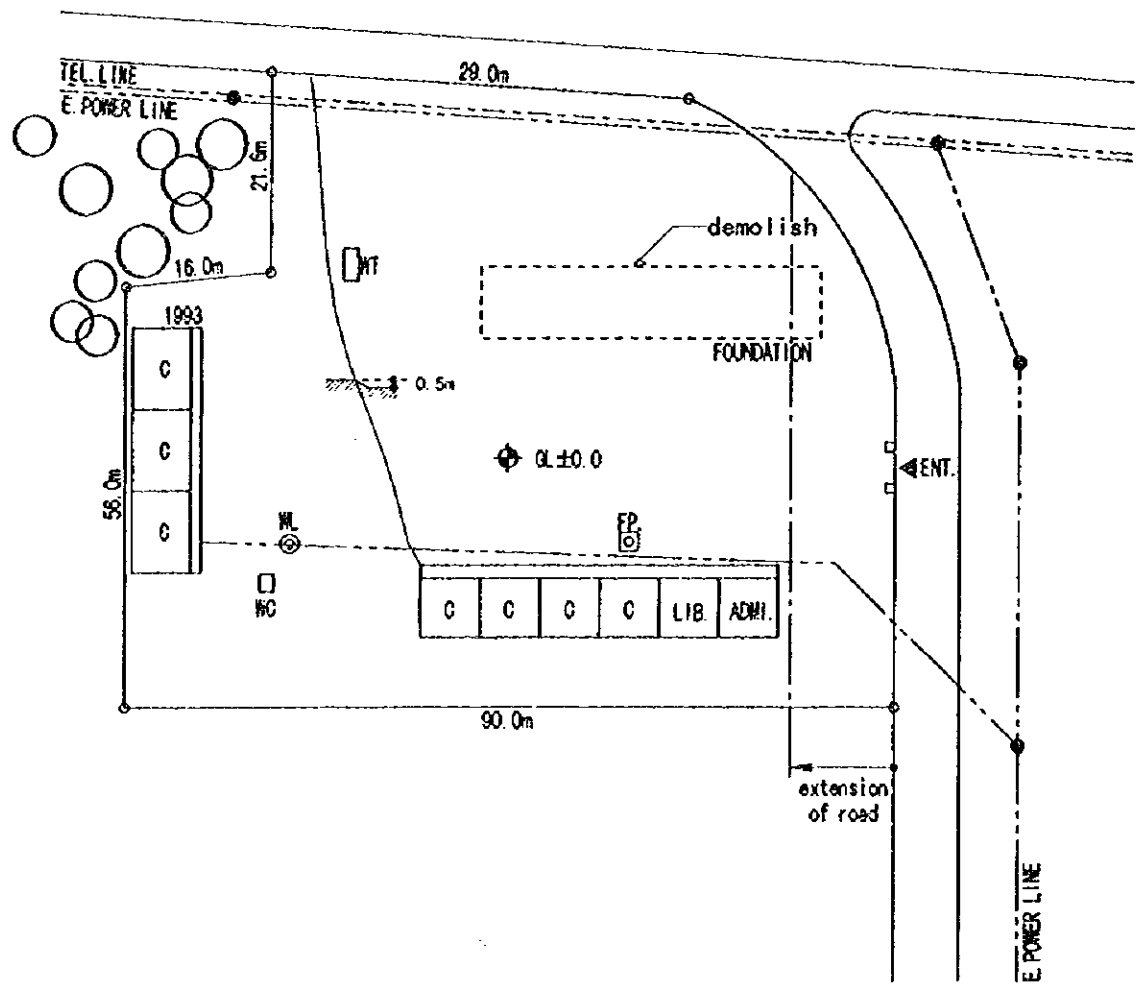 TEL. LINE
E. POWER LINE
29.0m
21.6m
16.0m
demolish
WT
1993
FOUNDATION
C
C
C
0.5m
GL±0.0
ENT.
56.0m
WL
FP.
WC
C C C C LIB. ADMI.
90.0m
extension
of road
E. POWER LINE